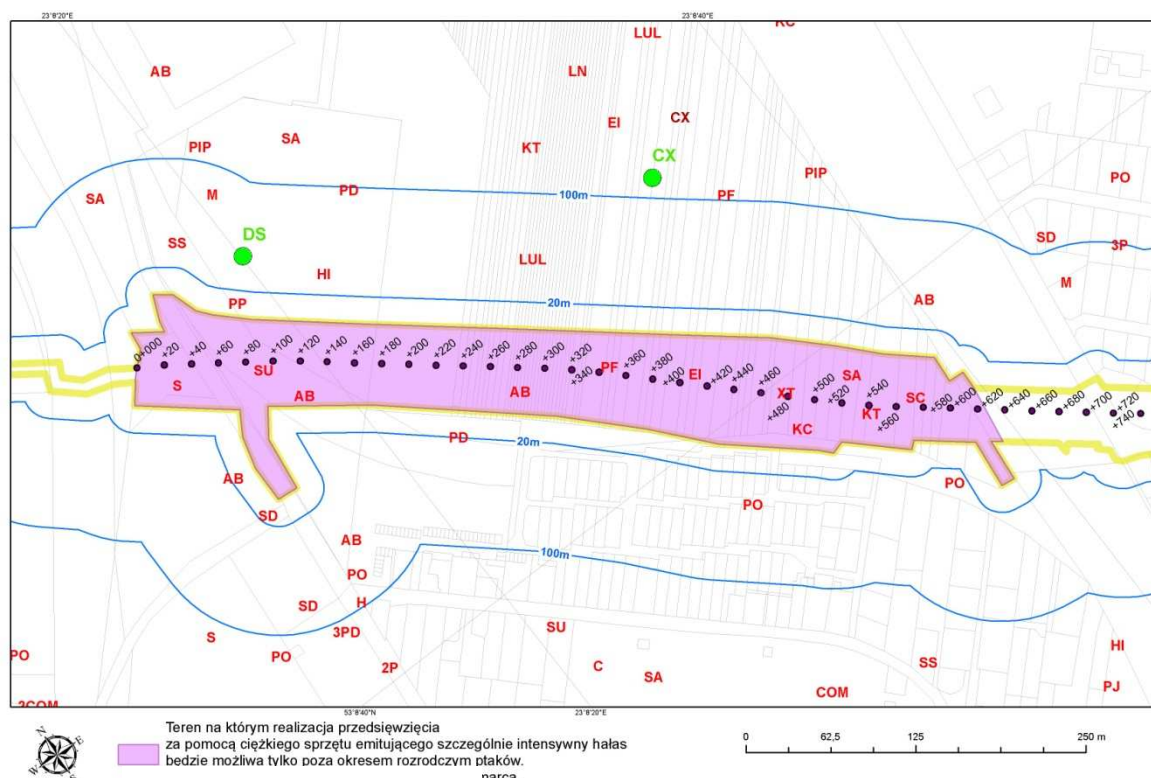 23°8'20"
23°8'40"
LUL
KC
AB
LN
EI
CX
SA
PIP
KT
CX
PIP
PO
SA
M
PD
100m
PF
SS
DS
SD
3P
HI
LUL
M
PP
20m
AB
0+000 +20 +40 +60 +80 +100 +120 +140 +160 +180 +200 +220 +240 +260 +280 +300 +320 +340 +360 +380 +400 +420 +440 +460 +480 +500 +520 +540 +560 +580 +600 +620 +640 +660 +680 +700 +720 +740
S
SU
AB
AB
PF
EI
XT
SA
KT
SC
KC
PD
20m
AB
SD
PO
PO
AB
100m
PO
SD
H
3PD
S
PO
2P
SU
C
SA
COM
SS
HI
PJ
PO
2COM
53°8'40"N
23°8'20"E
Teren na którym realizacja przedsięwzięcia
za pomocą ciężkiego sprzętu emitującego szczególnie intensywny hałas
bedzie możliwa tylko poza okresem rozrodczym ptaków.
N
E
S
W
0 62,5 125 250 m